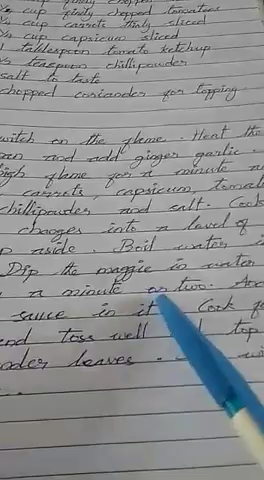 cup finely chopped
½ cup finely chopped tomatoes
½ cup carrots thinly sliced
½ cup capsicum sliced
1 tablespoon tomato ketchup
½ teaspoon chillipowder
salt to taste
chopped coriander for topping
witch on the flame. Heat the
and add ginger garlic.
high flame for a minute
carrots, capsicum,
chillipowder and salt. Cook
changes into a level of
p aside. Boil water
Dip the maggie in water
a minute or two.
sauce in it. Cook
and toss well top
nder leaves.